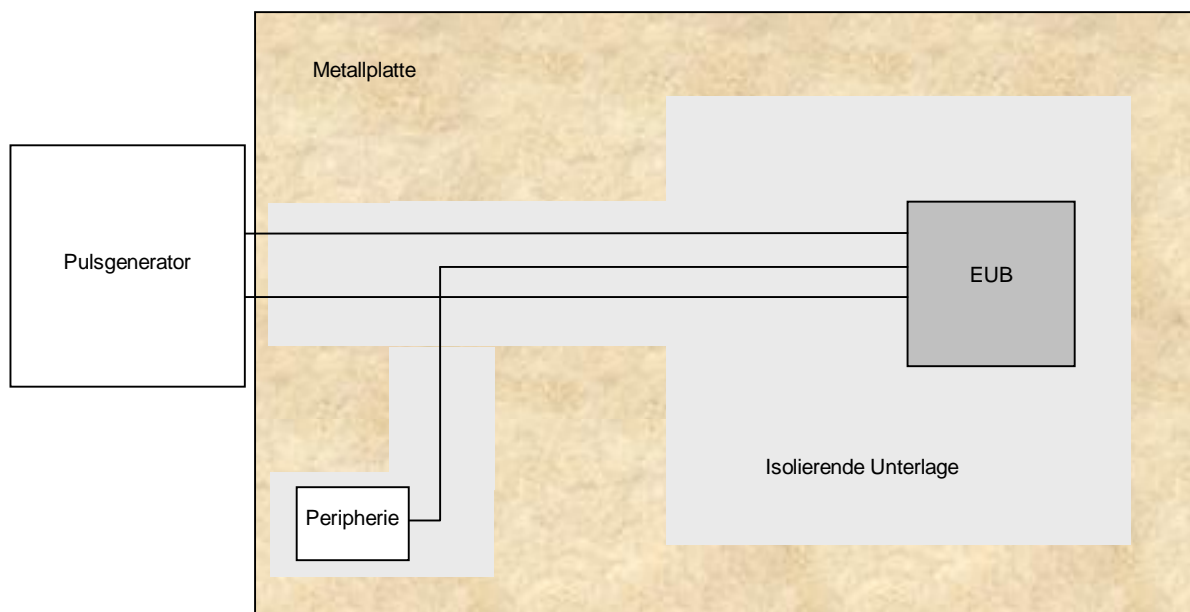 Metallplatte
Pulsgenerator
EUB
Isolierende Unterlage
Peripherie